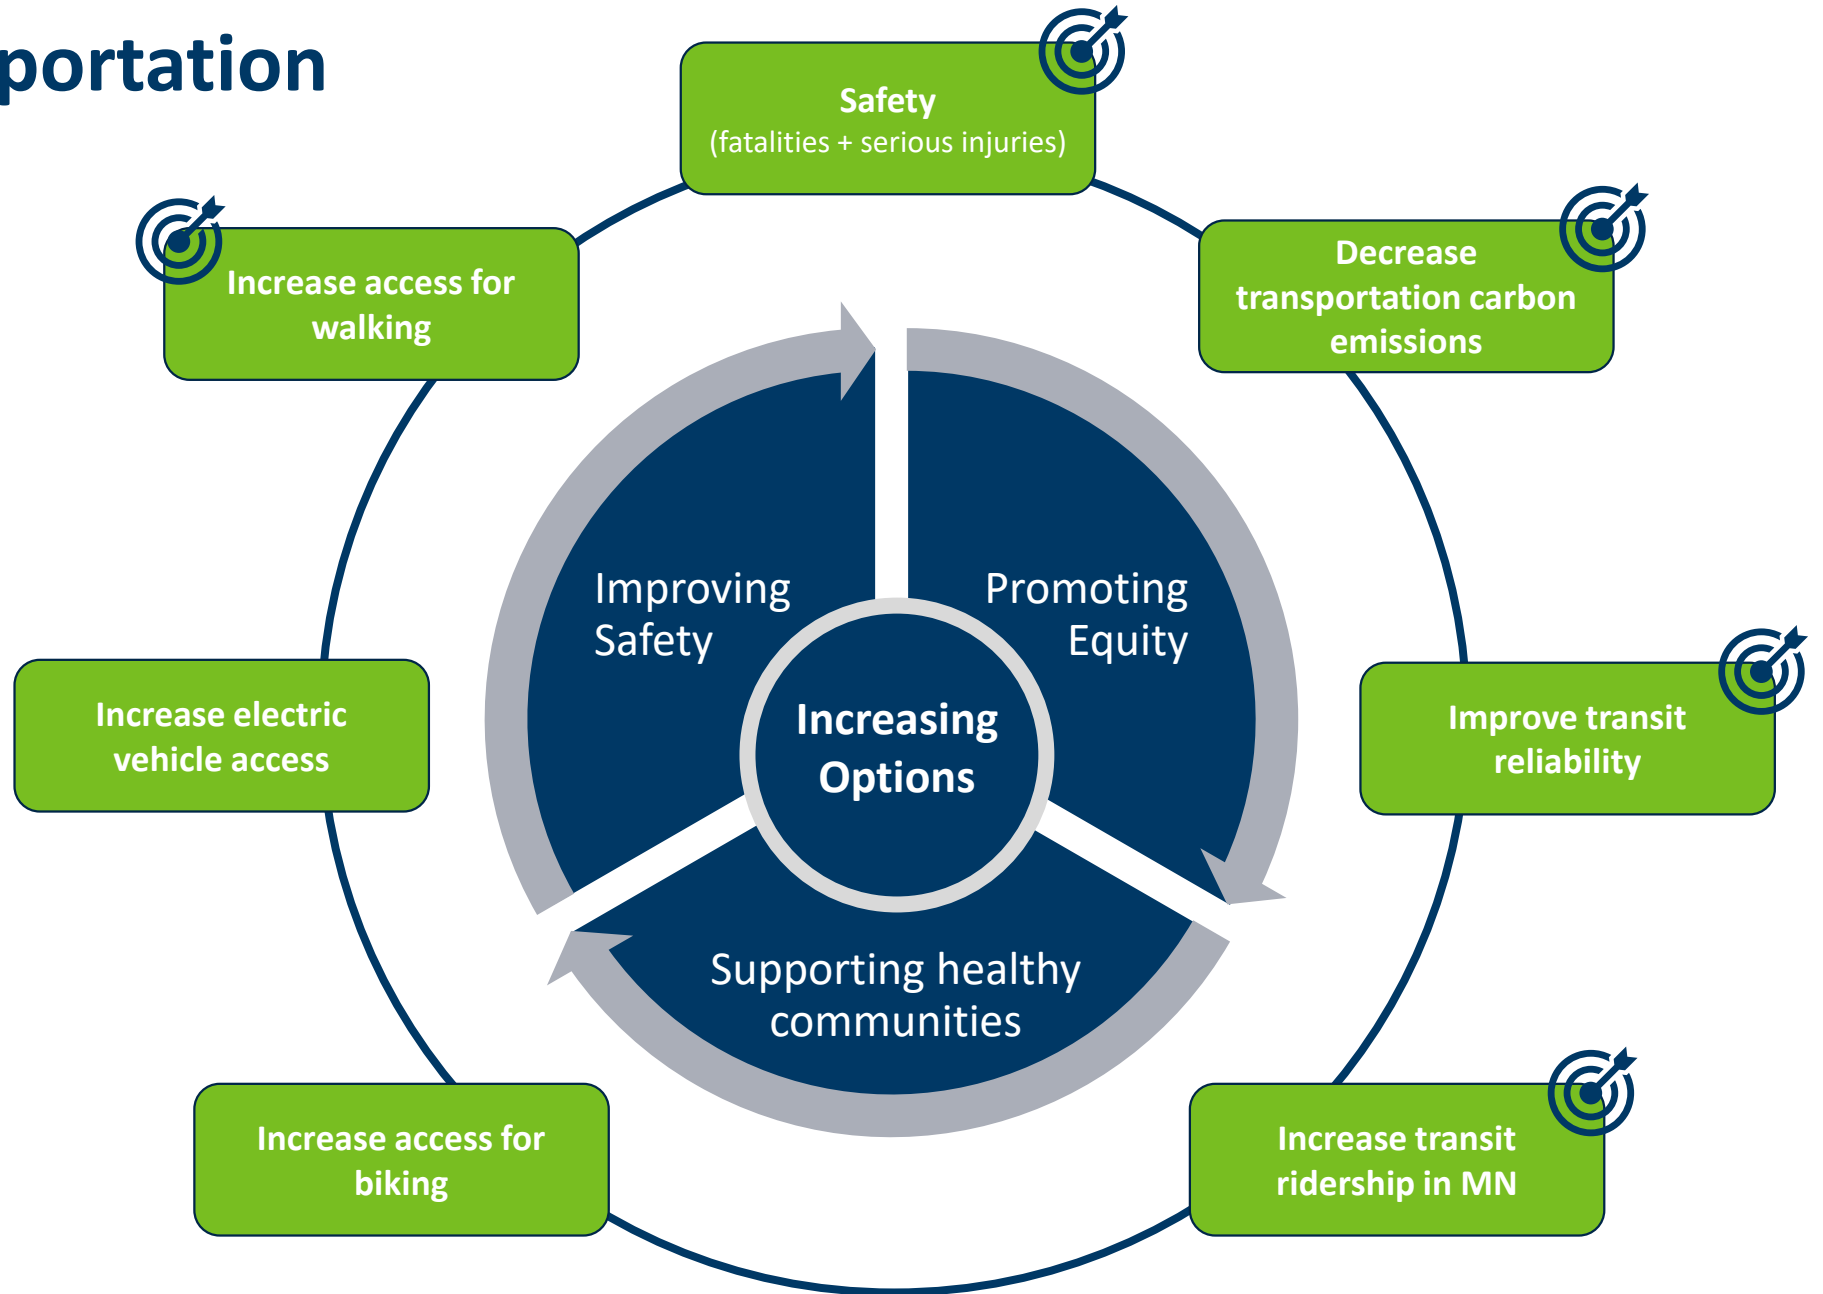 portation
Safety
(fatalities + serious injuries)
Decrease
transportation carbon
emissions
Increase access for
walking
Improving
Safety
Promoting
Equity
Increasing
Options
Increase electric
vehicle access
Improve transit
reliability
Supporting healthy
communities
Increase access for
biking
Increase transit
ridership in MN